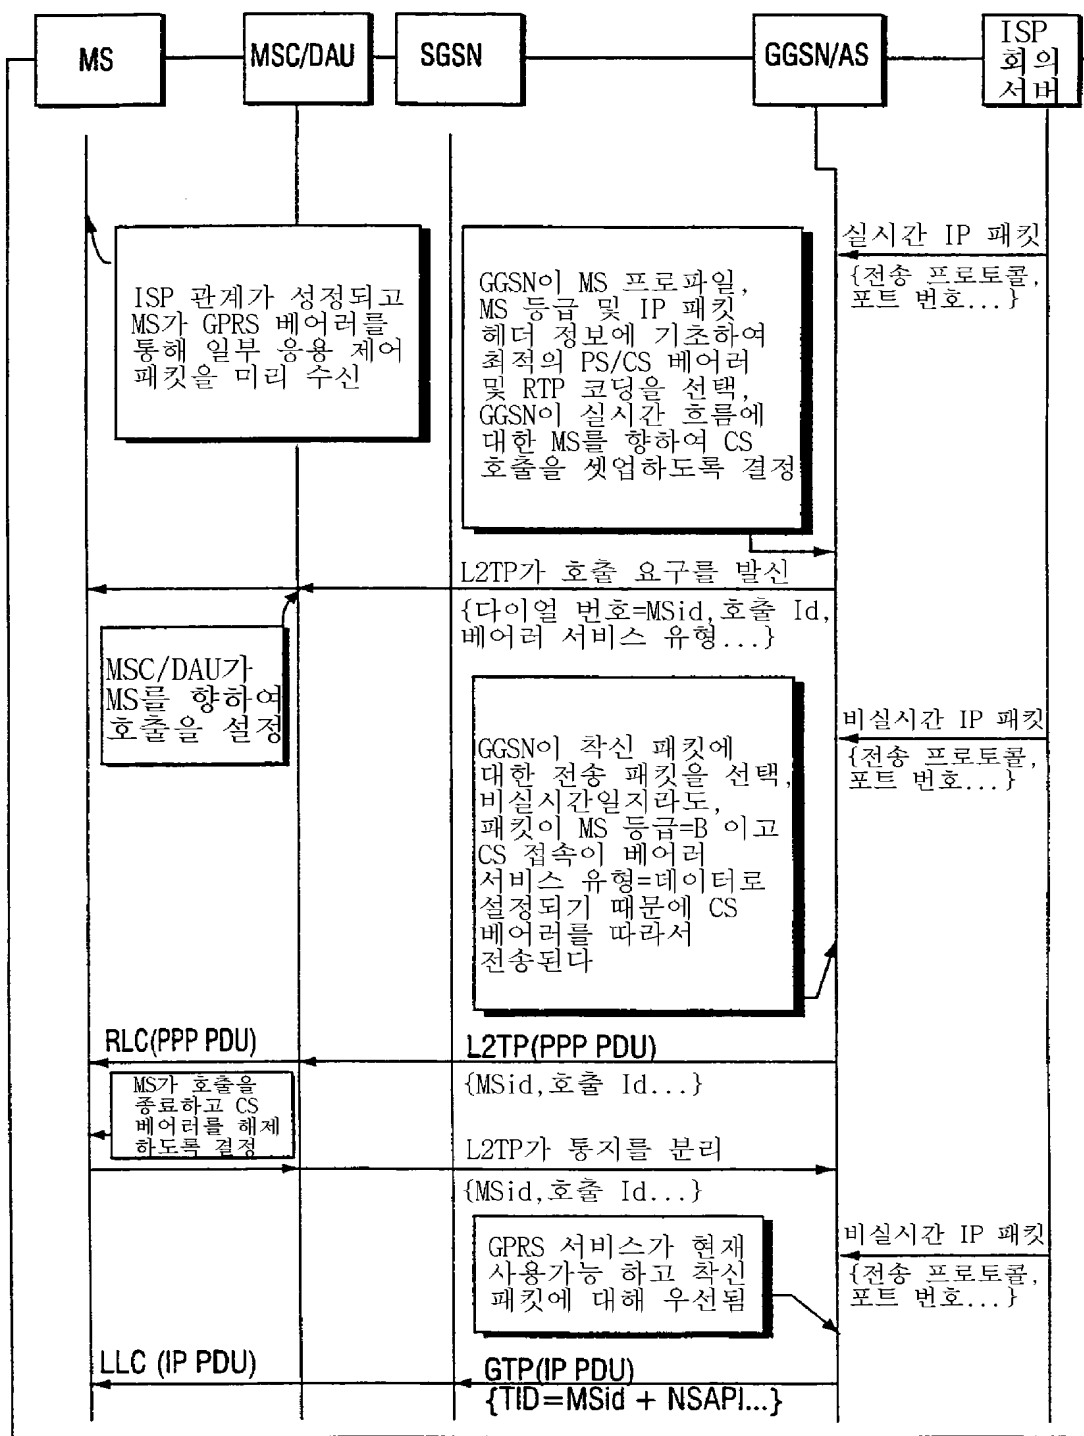 MS
MSC/DAU
SGSN
GGSN/AS
ISP
회의
서버
ISP 관계가 성정되고
MS가 GPRS 베어러를
통해 일부 응용 제어
패킷을 미리 수신
GGSN이 MS 프로파일,
MS 등급 및 IP 패킷
헤더 정보에 기초하여
최적의 PS/CS 베어러
및 RTP 코딩을 선택,
GGSN이 실시간 흐름에
대한 MS를 향하여 CS
호출을 셋업하도록 결정
실시간 IP 패킷
{전송 프로토콜,
포트 번호...}
L2TP가 호출 요구를 발신
{다이얼 번호=MSid,호출 Id,
베어러 서비스 유형...}
MSC/DAU가
MS를 향하여
호출을 설정
GGSN이 착신 패킷에
대한 전송 패킷을 선택,
비실시간일지라도,
패킷이 MS 등급=B 이고
CS 접속이 베어러
서비스 유형=데이터로
설정되기 때문에 CS
베어러를 따라서
전송된다
비실시간 IP 패킷
{전송 프로토콜,
포트 번호...}
RLC(PPP PDU)
L2TP(PPP PDU)
{MSid,호출 Id...}
MS가 호출을
종료하고 CS
베어러를 해제
하도록 결정
L2TP가 통지를 분리
{MSid,호출 Id...}
GPRS 서비스가 현재
사용가능 하고 착신
패킷에 대해 우선됨
비실시간 IP 패킷
{전송 프로토콜,
포트 번호...}
LLC (IP PDU)
GTP(IP PDU)
{TID=MSid + NSAPI...}